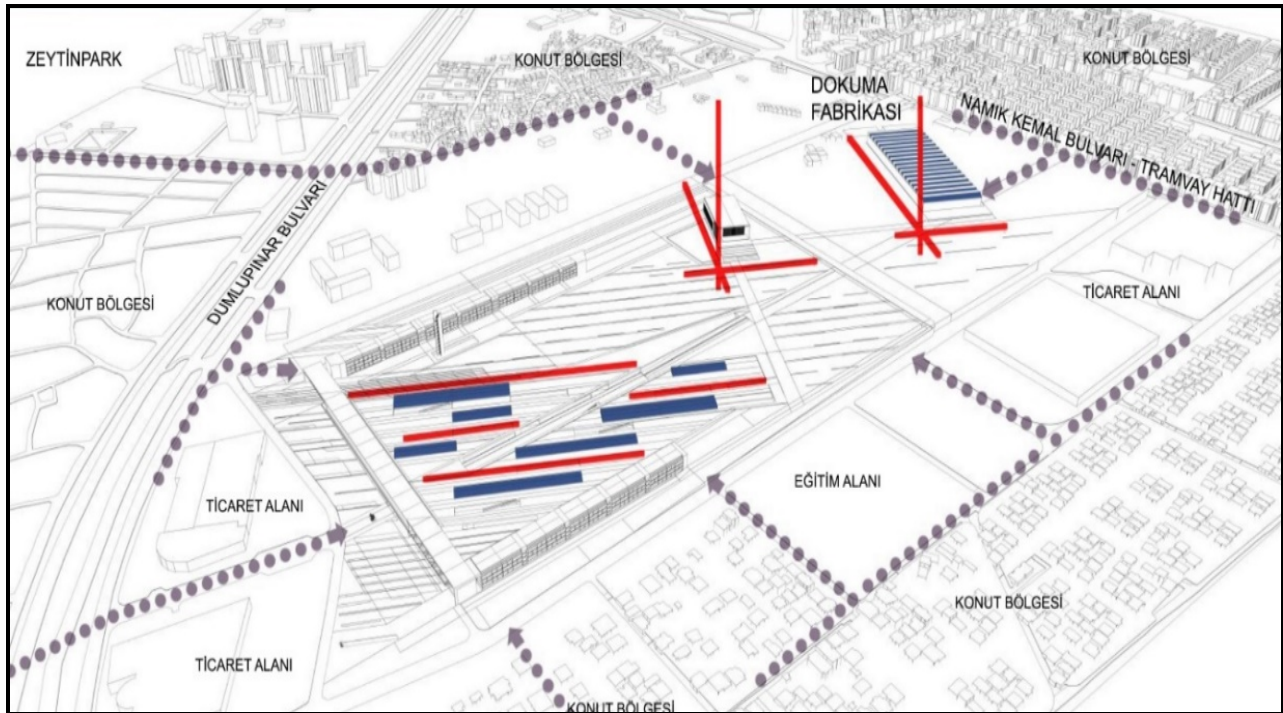 ZEYTİNPARK
KONUT BÖLGESİ
KONUT BÖLGESİ
DOKUMA
FABRİKASI
NAMIK KEMAL BULVARI - TRAMVAY HATTI
DUMLUPINAR BULVARI
KONUT BÖLGESİ
TİCARET ALANI
EĞİTİM ALANI
TİCARET ALANI
KONUT BÖLGESİ
TİCARET ALANI
KONUT BÖLGESİ